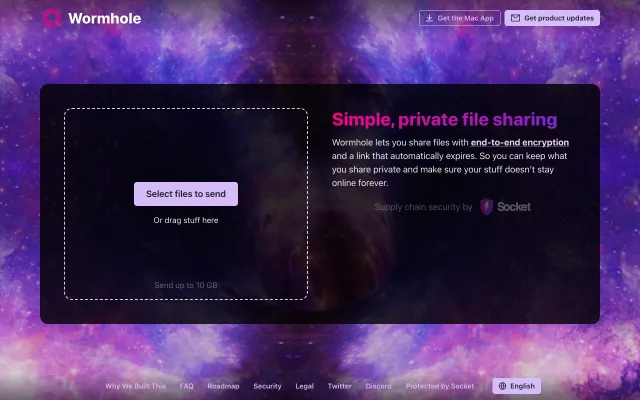 Wormhole
Get the Mac App
Get product updates
Select files to send
Or drag stuff here
Send up to 10 GB
Simple, private file sharing
Wormhole lets you share files with end-to-end encryption
and a link that automatically expires. So you can keep what
you share private and make sure your stuff doesn't stay
online forever.
Supply chain security by Socket
Why We Built This FAQ Roadmap Security Legal Twitter Discord Protected by Socket English